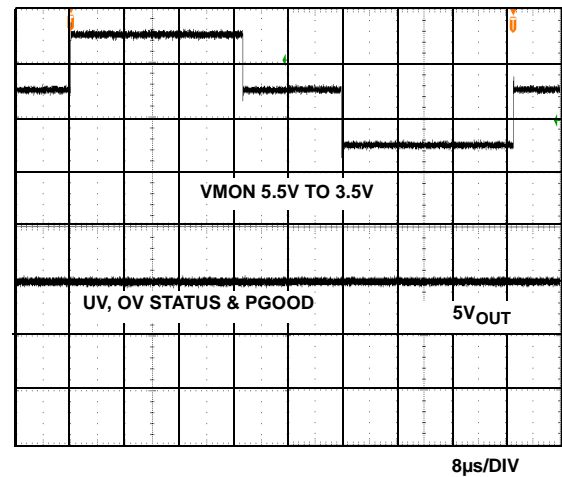 T
T
VMON 5.5V TO 3.5V
UV, OV STATUS & PGOOD
5VOUT
8µs/DIV